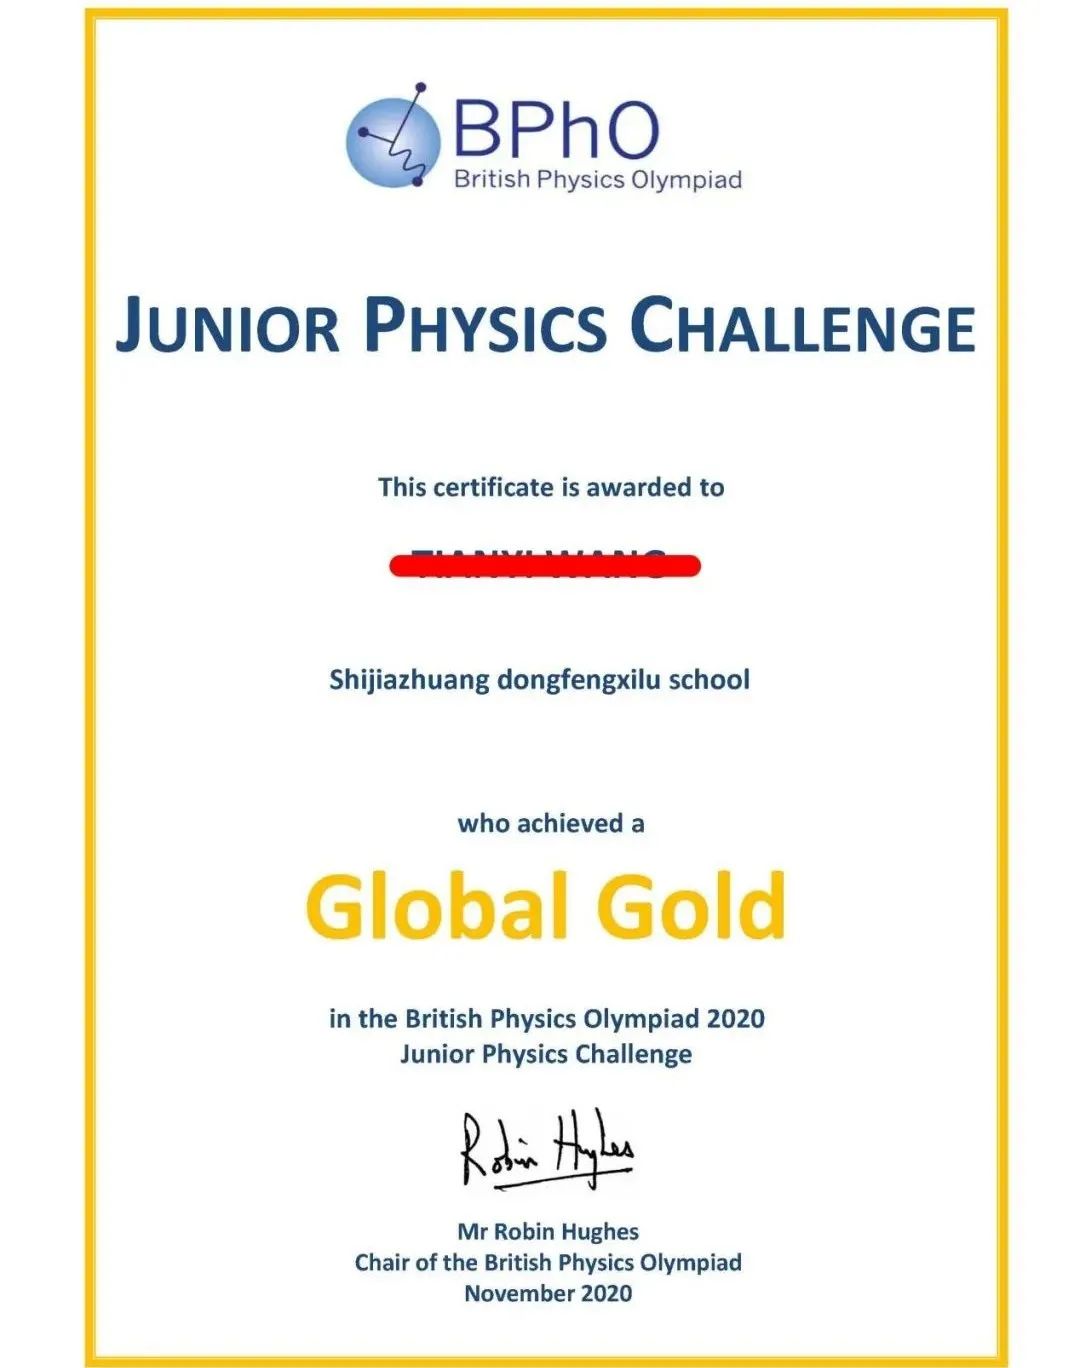 BPhO
British Physics Olympiad
JUNIOR PHYSICS CHALLENGE
This certificate is awarded to
Shijiazhuang dongfengxilu school
who achieved a
Global Gold
in the British Physics Olympiad 2020
Junior Physics Challenge
Robin Hughes
Mr Robin Hughes
Chair of the British Physics Olympiad
November 2020